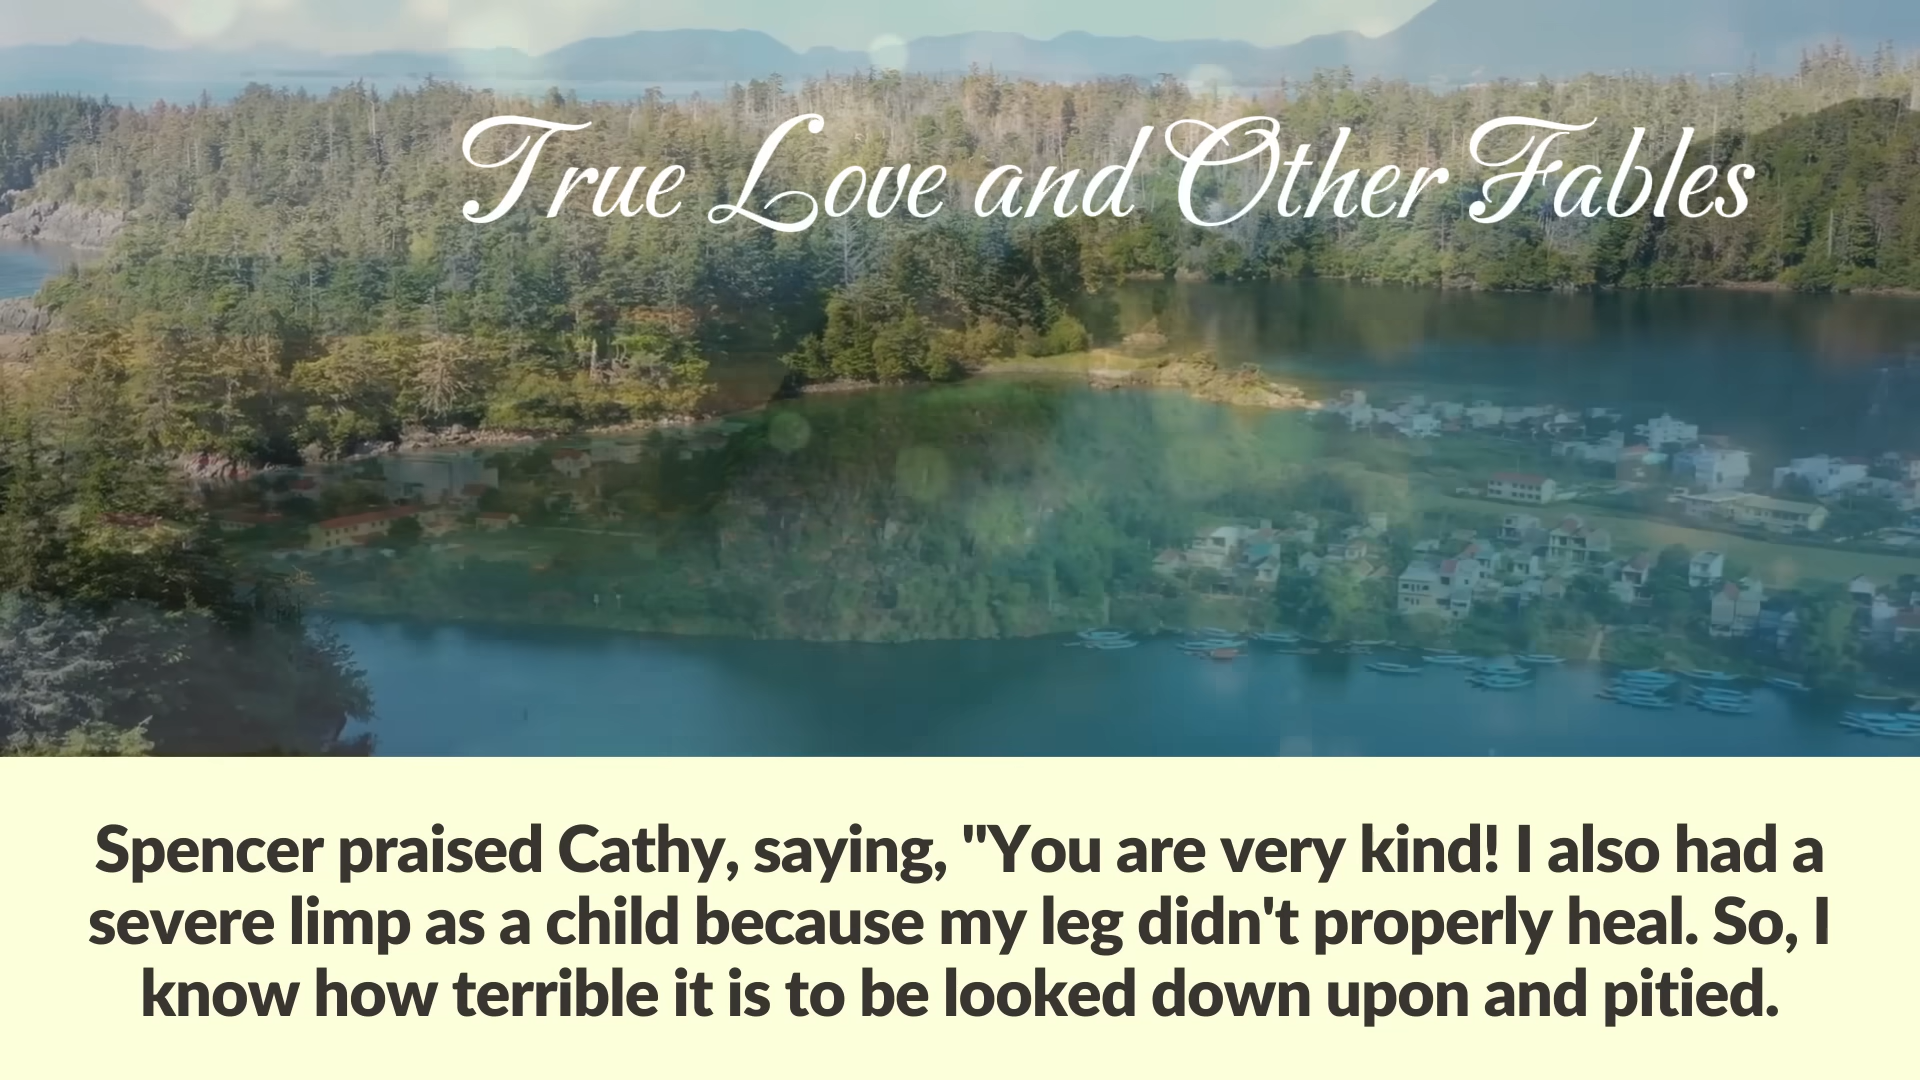 True Love and Other Fables
Spencer praised Cathy, saying, "You are very kind! I also had a
severe limp as a child because my leg didn't properly heal. So, I
know how terrible it is to be looked down upon and pitied.